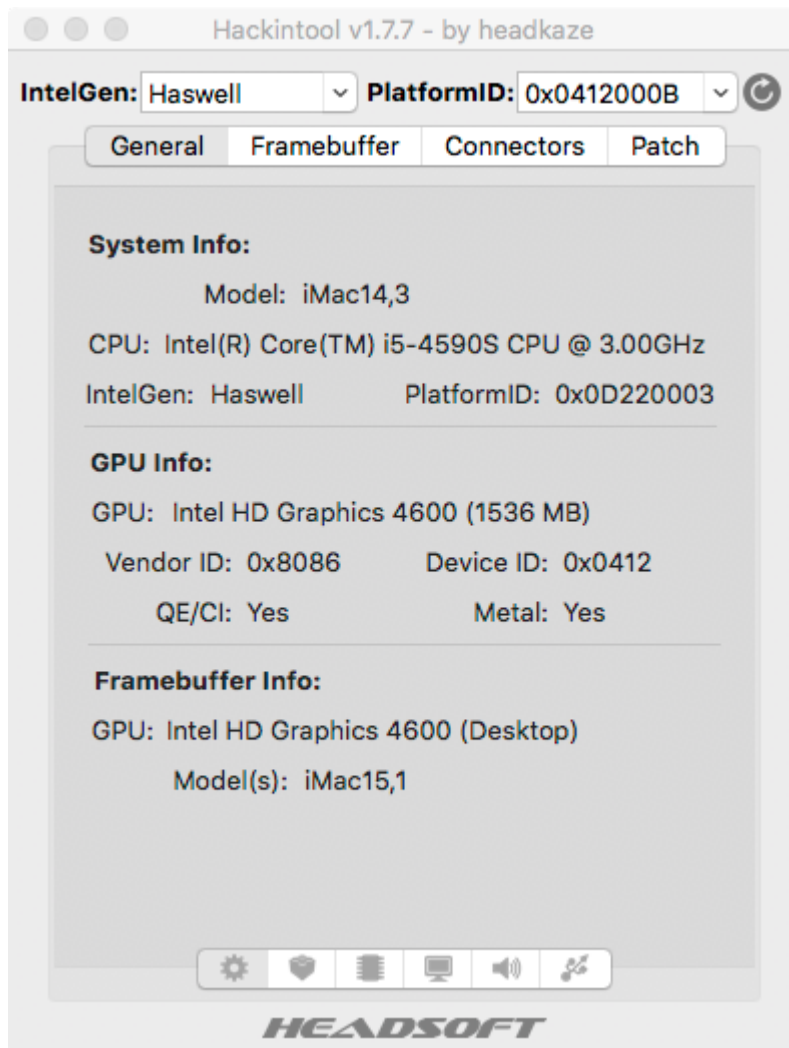 Hackintool v1.7.7 - by headkaze
IntelGen: Haswell PlatformID: 0x0412000B
General Framebuffer Connectors Patch
System Info:
Model: iMac14,3
CPU: Intel(R) Core(TM) i5-4590S CPU @ 3.00GHz
IntelGen: Haswell PlatformID: 0x0D220003
GPU Info:
GPU: Intel HD Graphics 4600 (1536 MB)
Vendor ID: 0x8086 Device ID: 0x0412
QE/CI: Yes Metal: Yes
Framebuffer Info:
GPU: Intel HD Graphics 4600 (Desktop)
Model(s): iMac15,1
HEADSOFT